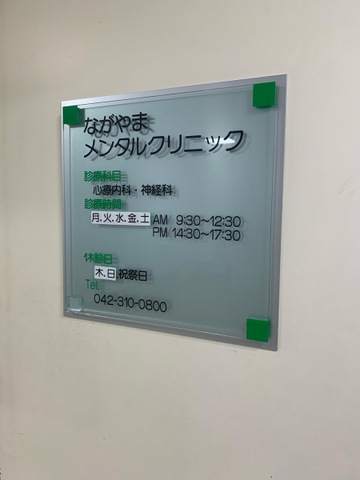 ながやま
メンタルクリニック
診療科目
心療内科・神経科
診療時間
月.火.水.金.土 AM 9:30〜12:30
PM 14:30〜17:30
休診日
木.日.祝祭日
Tel:
042-310-0800